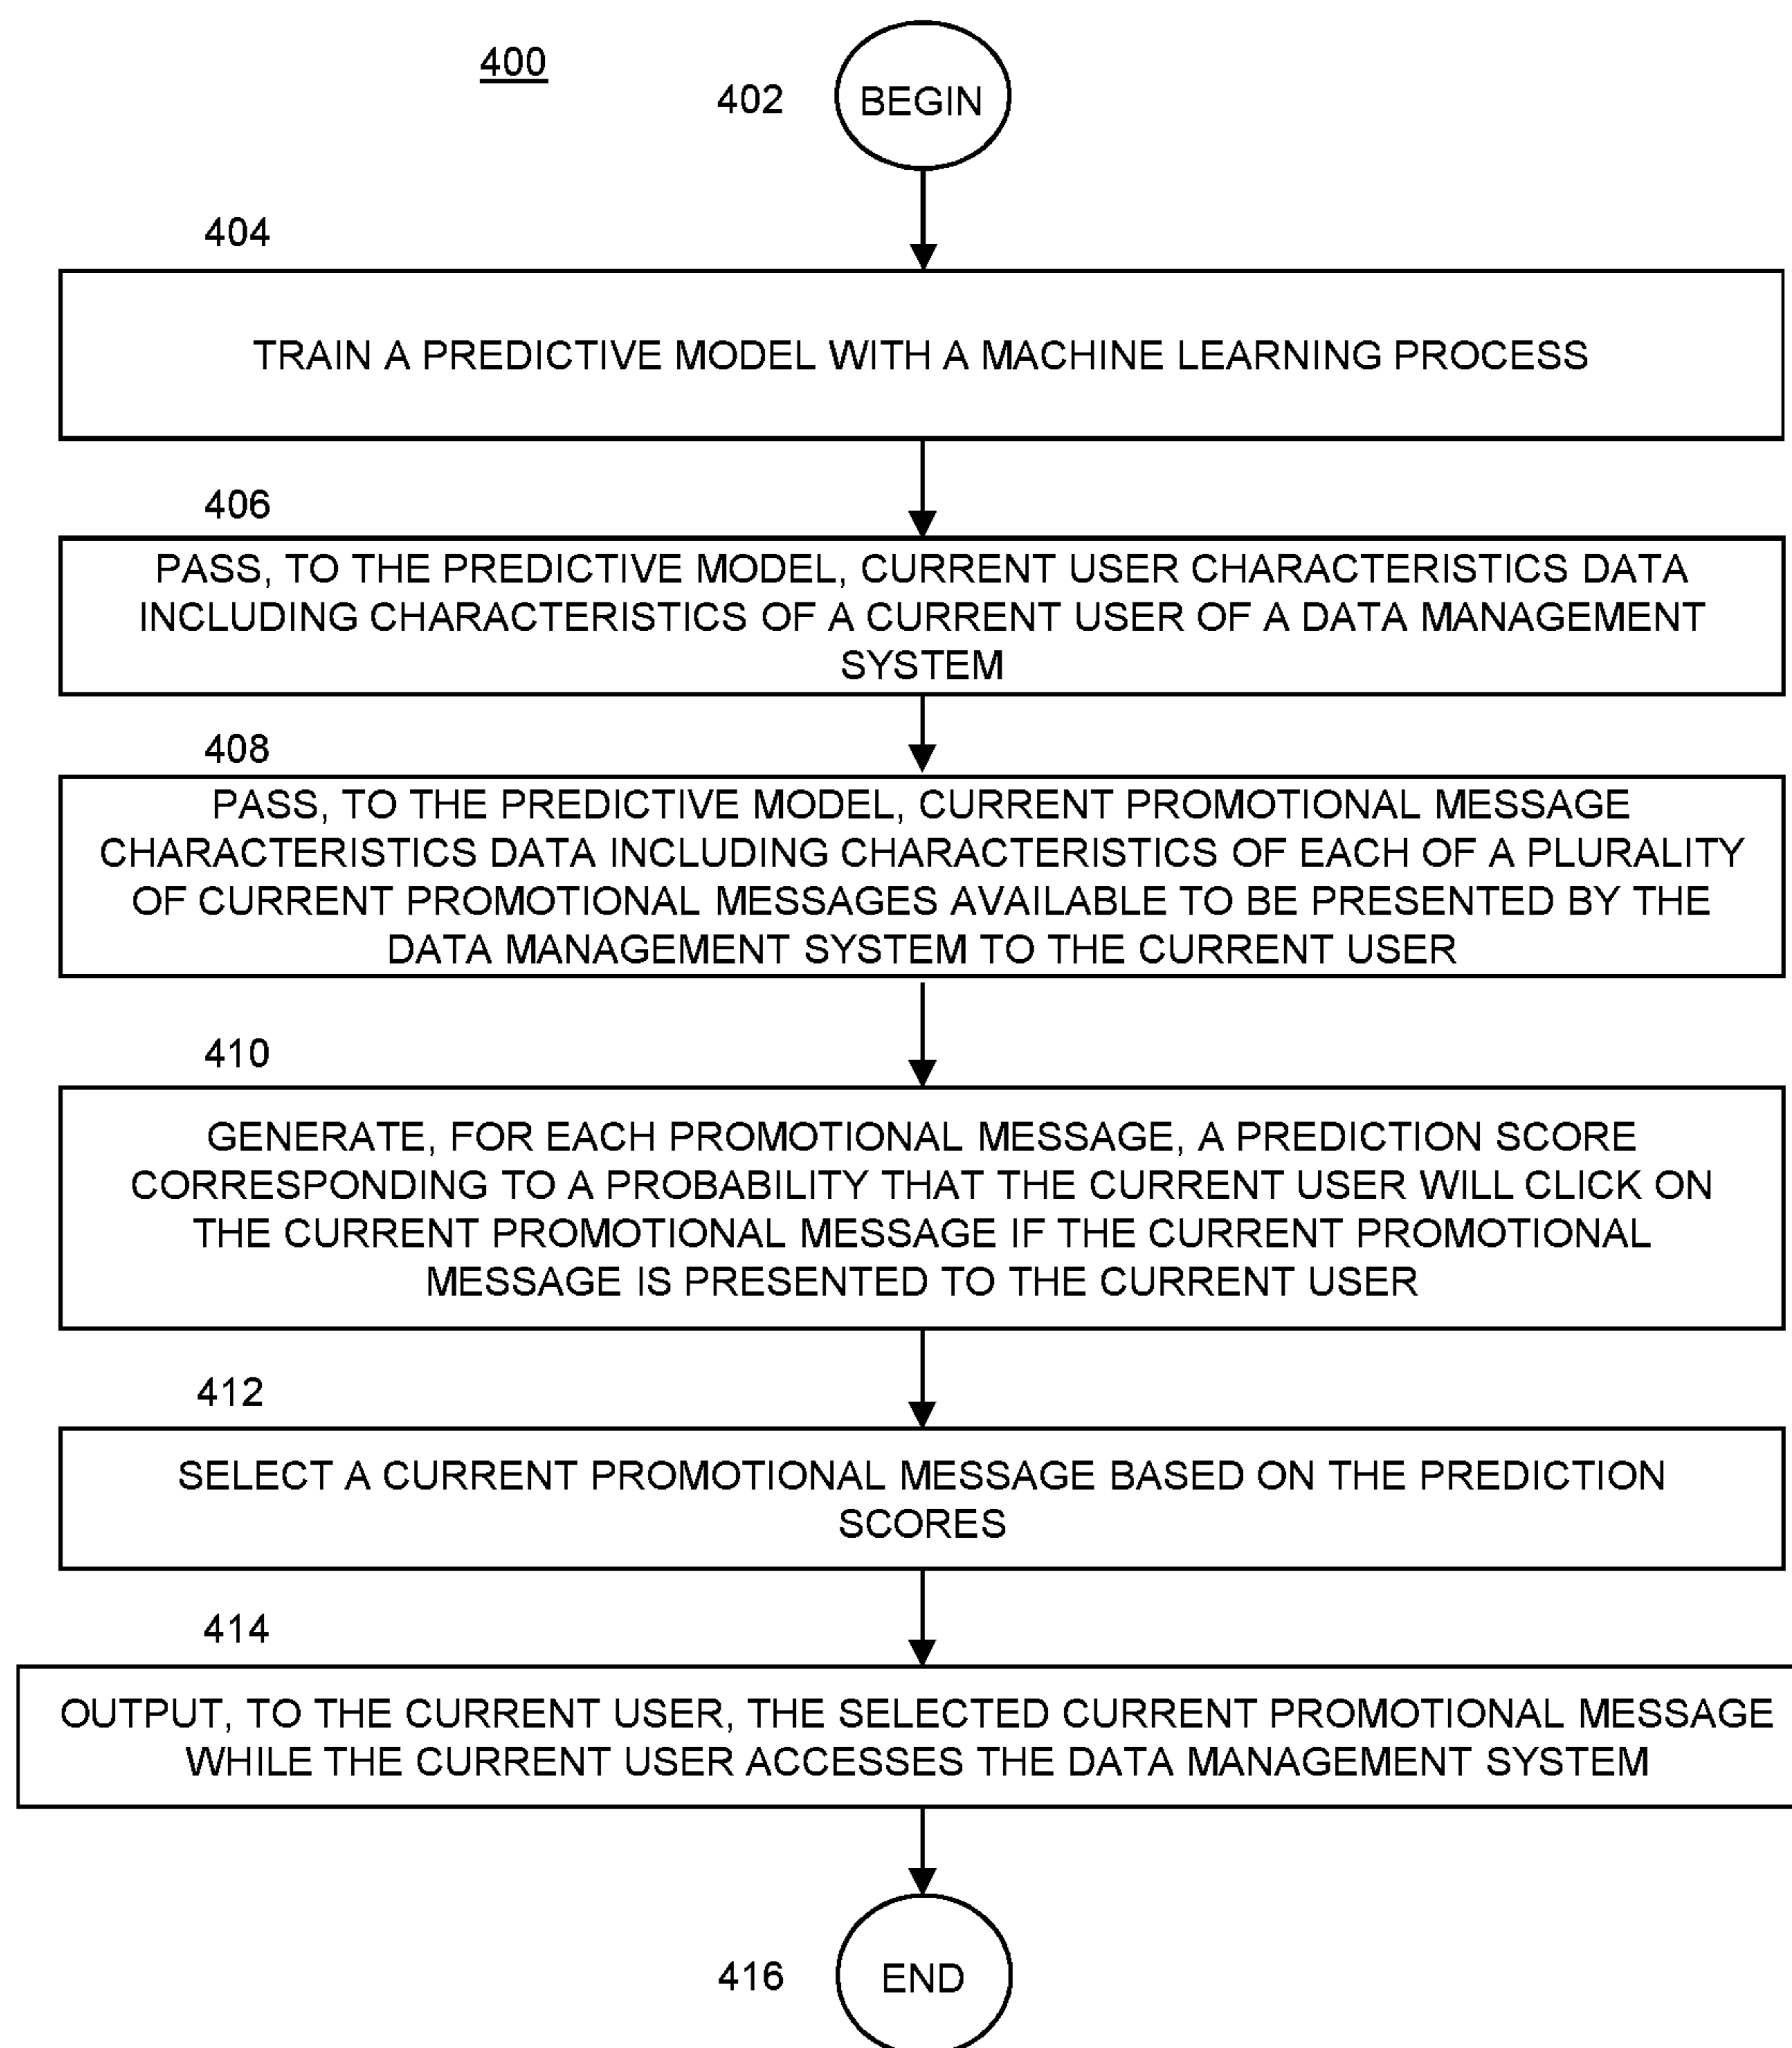 400
402
BEGIN
404
TRAIN A PREDICTIVE MODEL WITH A MACHINE LEARNING PROCESS
406
PASS, TO THE PREDICTIVE MODEL, CURRENT USER CHARACTERISTICS DATA
INCLUDING CHARACTERISTICS OF A CURRENT USER OF A DATA MANAGEMENT
SYSTEM
408
PASS, TO THE PREDICTIVE MODEL, CURRENT PROMOTIONAL MESSAGE
CHARACTERISTICS DATA INCLUDING CHARACTERISTICS OF EACH OF A PLURALITY
OF CURRENT PROMOTIONAL MESSAGES AVAILABLE TO BE PRESENTED BY THE
DATA MANAGEMENT SYSTEM TO THE CURRENT USER
410
GENERATE, FOR EACH PROMOTIONAL MESSAGE, A PREDICTION SCORE
CORRESPONDING TO A PROBABILITY THAT THE CURRENT USER WILL CLICK ON
THE CURRENT PROMOTIONAL MESSAGE IF THE CURRENT PROMOTIONAL
MESSAGE IS PRESENTED TO THE CURRENT USER
412
SELECT A CURRENT PROMOTIONAL MESSAGE BASED ON THE PREDICTION
SCORES
414
OUTPUT, TO THE CURRENT USER, THE SELECTED CURRENT PROMOTIONAL MESSAGE
WHILE THE CURRENT USER ACCESSES THE DATA MANAGEMENT SYSTEM
416
END